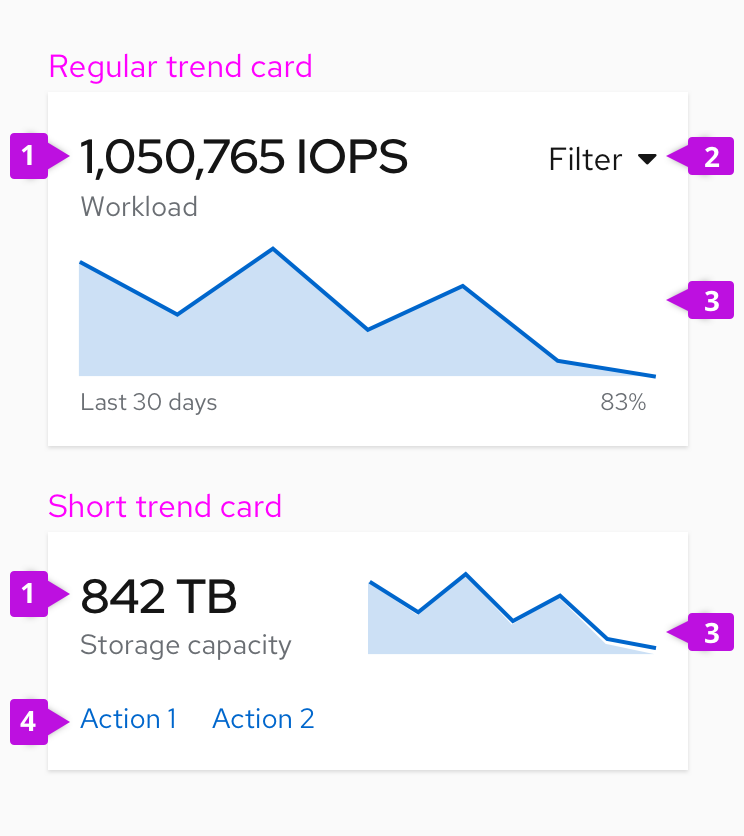 Regular trend card
1 1,050,765 IOPS Filter 2
Workload
3
Last 30 days 83%
Short trend card
1 842 TB
Storage capacity 3
4 Action 1 Action 2